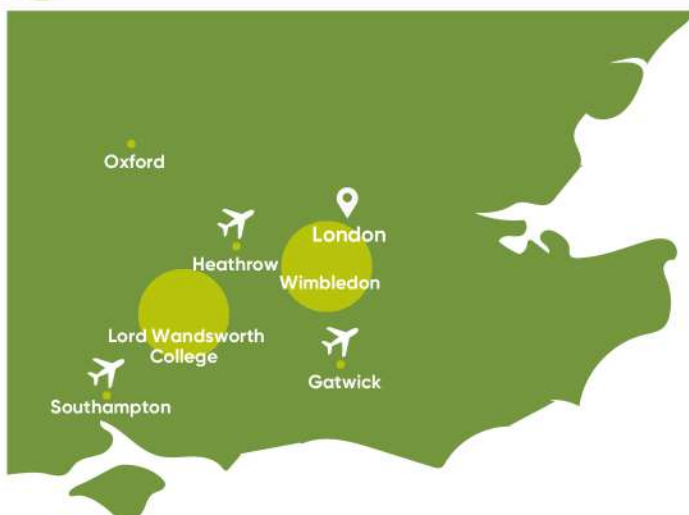 Oxford
London
Heathrow
Wimbledon
Lord Wandsworth
College
Gatwick
Southampton